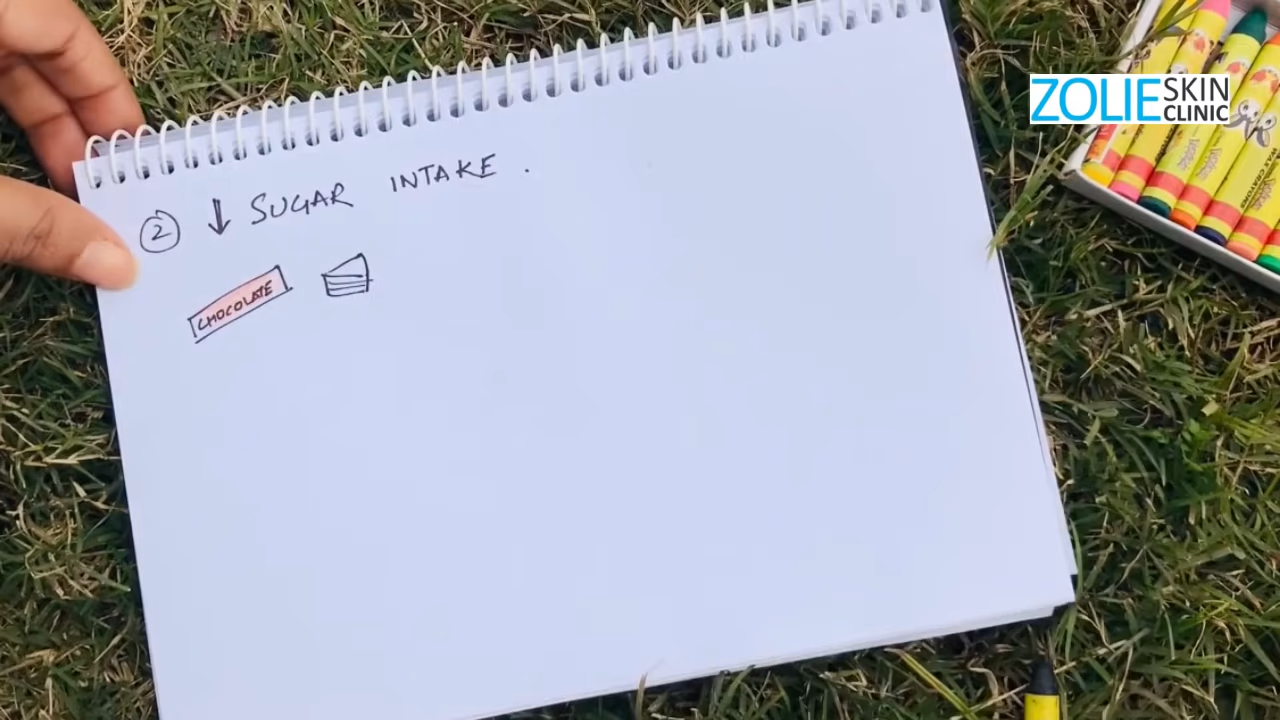 ② ↓ SUGAR INTAKE .
CHOCOLATE
ZOLIE SKIN CLINIC